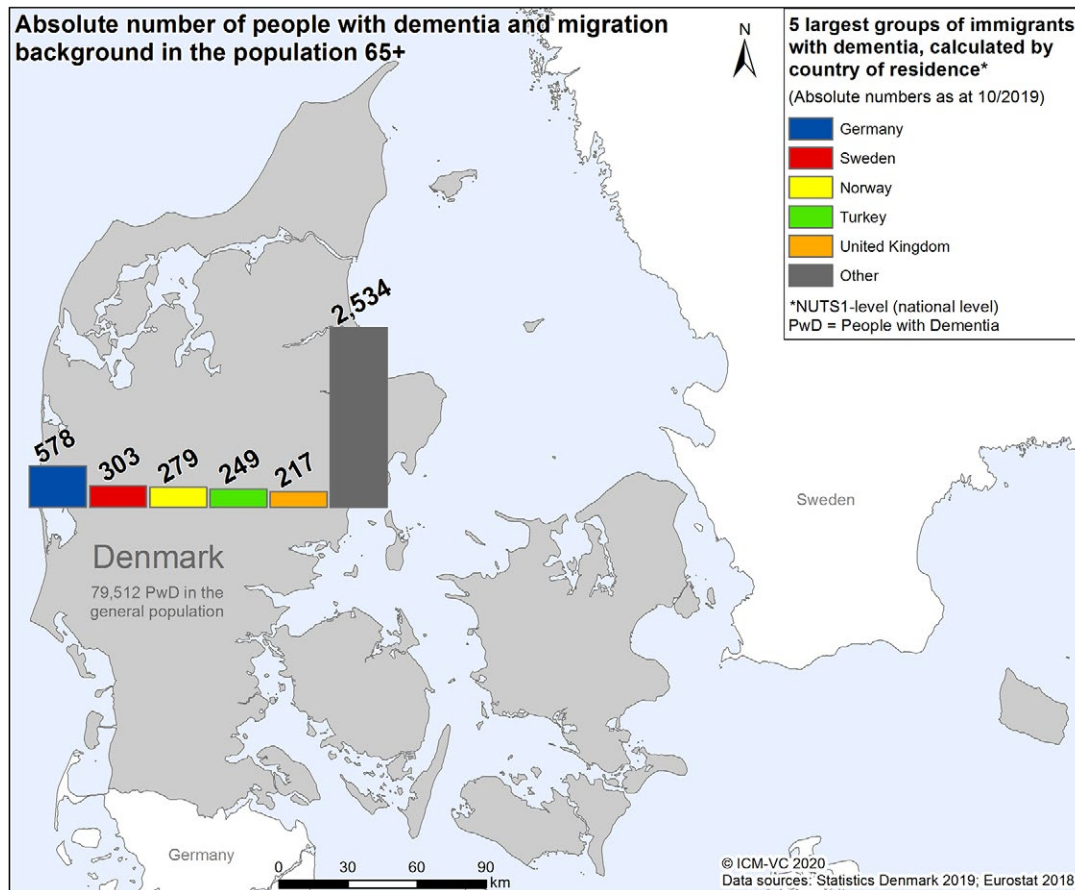 Absolute number of people with dementia and migration
background in the population 65+
N
5 largest groups of immigrants
with dementia, calculated by
country of residence*
(Absolute numbers as at 10/2019)
Germany
Sweden
Norway
Turkey
United Kingdom
Other
*NUTS1-level (national level)
PwD = People with Dementia
578
303
279
249
217
2,534
Denmark
79,512 PwD in the
general population
Sweden
Germany
0 30 60 90
km
© ICM-VC 2020
Data sources: Statistics Denmark 2019; Eurostat 2018